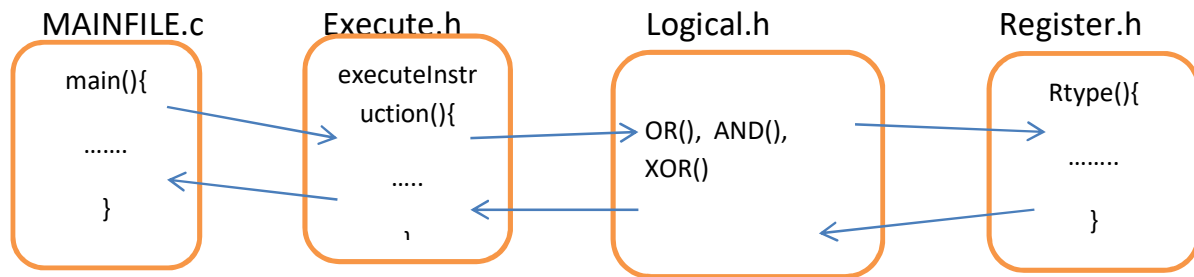 MAINFILE.c
Execute.h
Logical.h
Register.h
main(){
…….
}
executeInstr
uction(){
…..
}
OR(), AND(),
XOR()
Rtype(){
……..
}